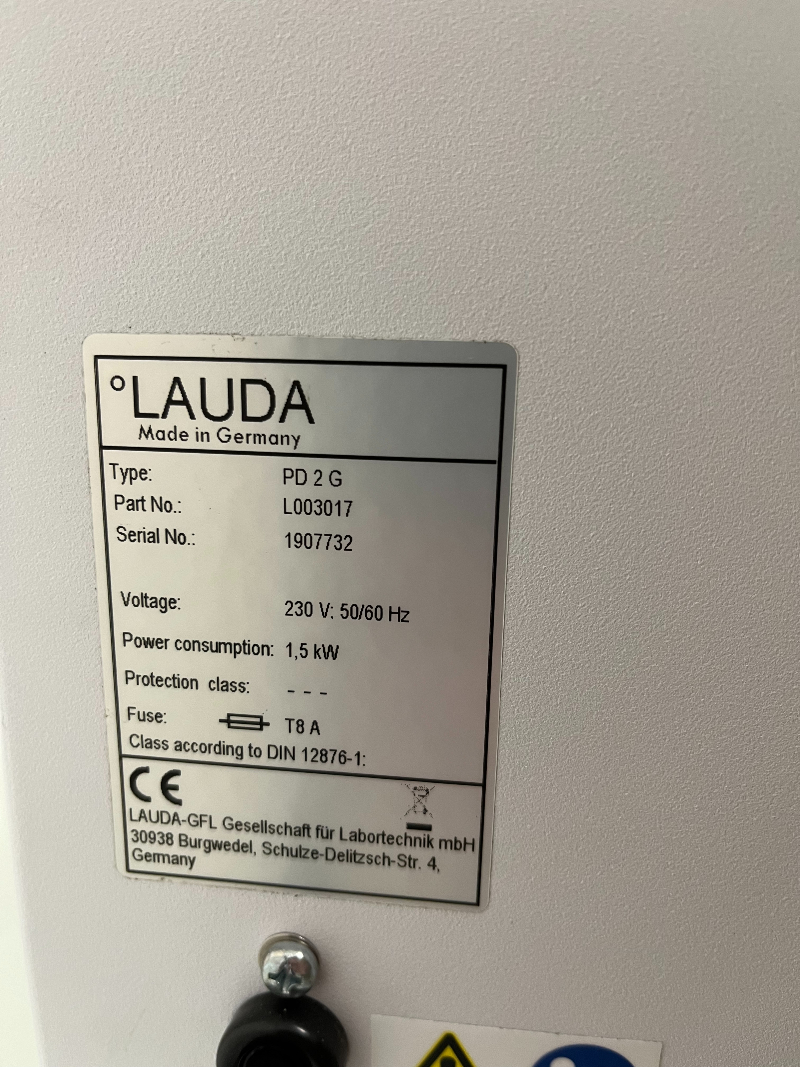 °LAUDA
Made in Germany
Type: PD 2 G
Part No.: L003017
Serial No.: 1907732
Voltage: 230 V; 50/60 Hz
Power consumption: 1,5 kW
Protection class: - - -
Fuse: T8 A
Class according to DIN 12876-1:
CE
LAUDA-GFL Gesellschaft für Labortechnik mbH
30938 Burgwedel, Schulze-Delitzsch-Str. 4,
Germany